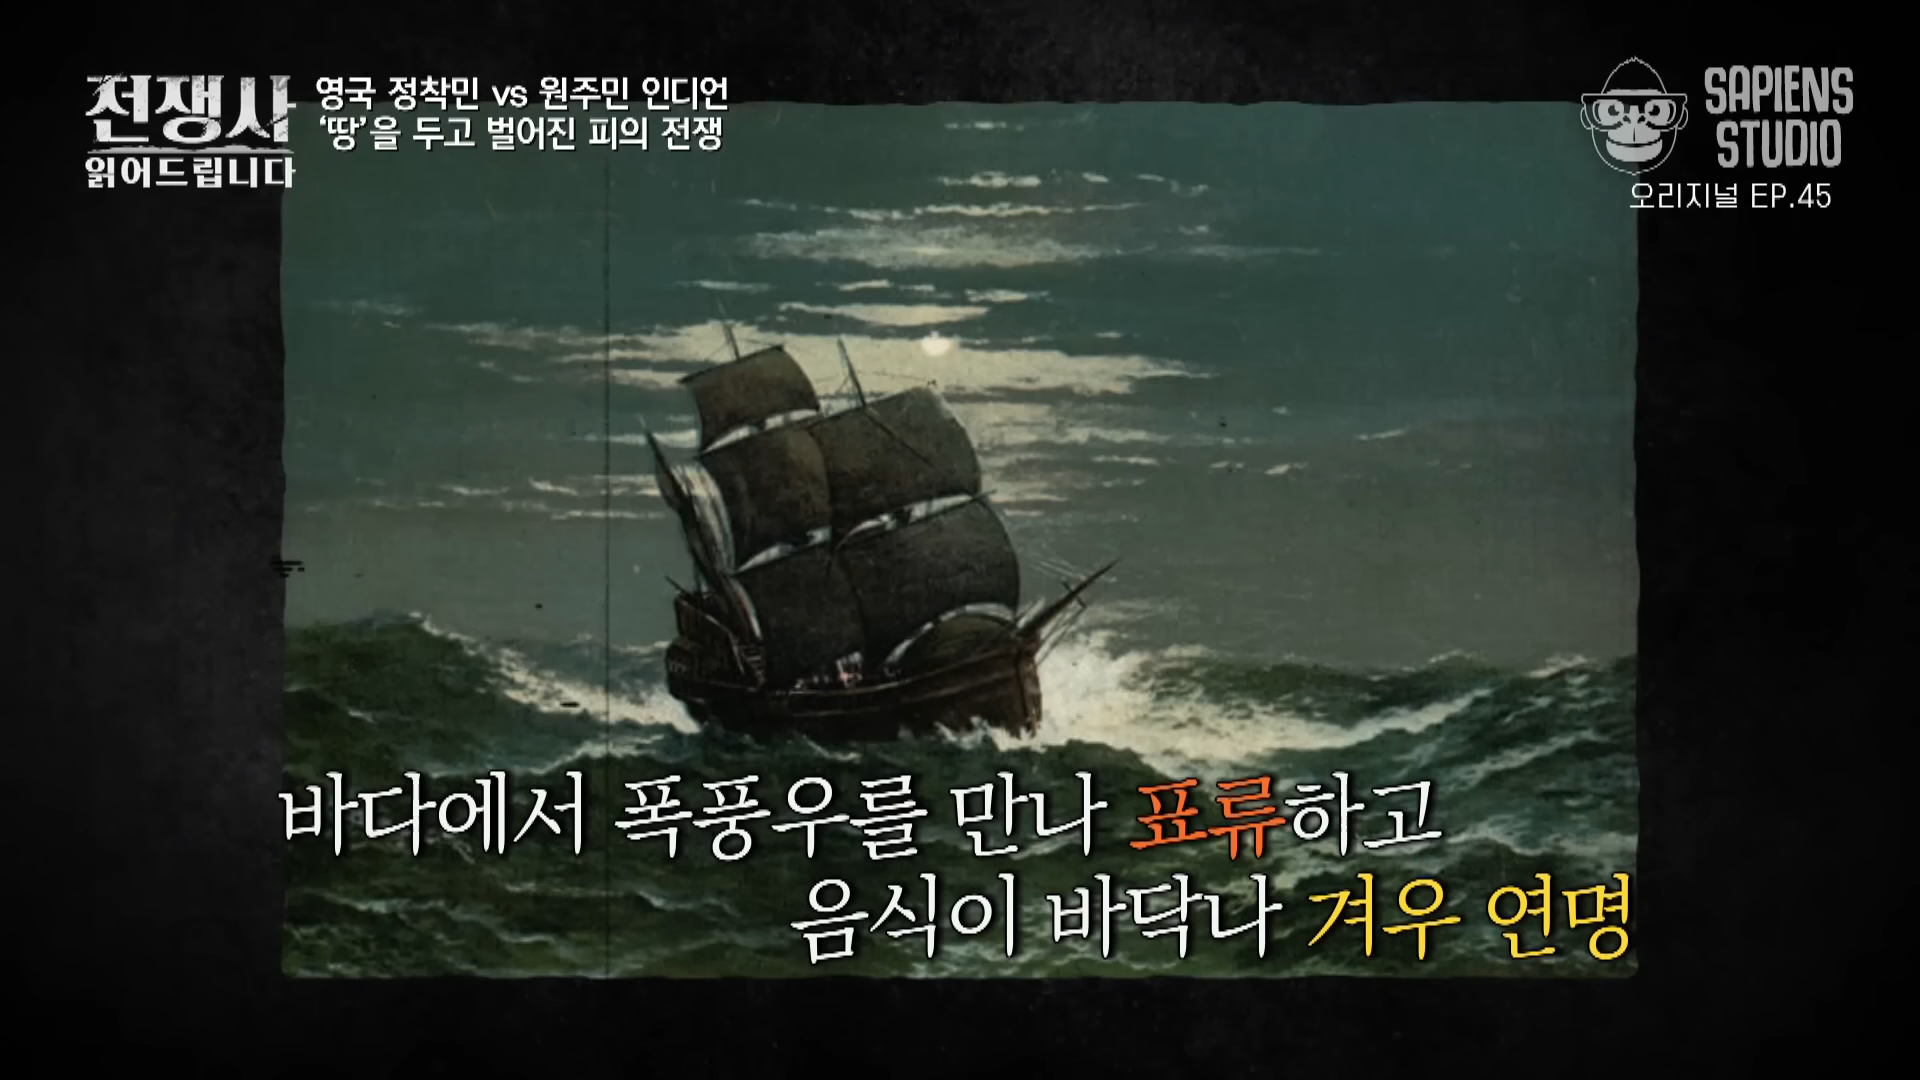 전쟁사
읽어드립니다
영국 정착민 vs 원주민 인디언
‘땅’을 두고 벌어진 피의 전쟁
SAPIENS
STUDIO
오리지널 EP.45
바다에서 폭풍우를 만나 표류하고
음식이 바닥나 겨우 연명